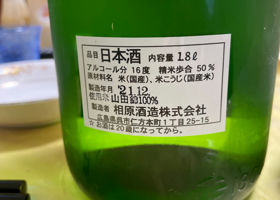 品目 日本酒 内容量 1.8ℓ
アルコール分 16度 精米歩合 50%
原材料名 米(国産)、米こうじ(国産米)
製造年月 '21.12
使用米 山田錦100%
製造者 相原酒造株式会社
広島県呉市仁方本町1丁目25-15
お酒は20歳になってから。